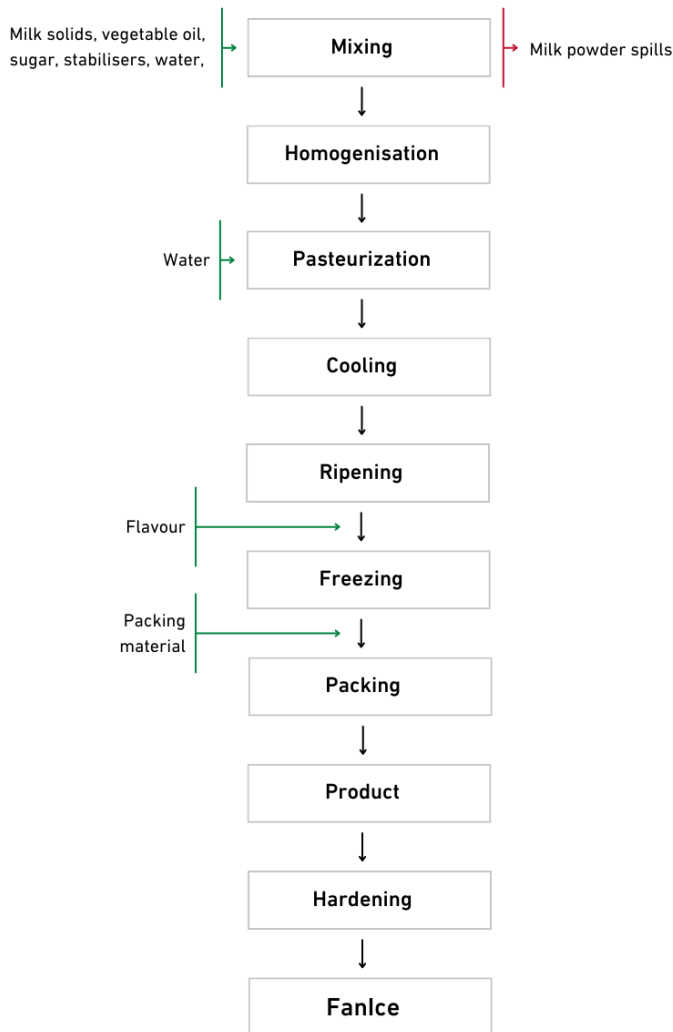 Milk solids, vegetable oil,
sugar, stabilisers, water,
Mixing
Milk powder spills
Homogenisation
Water
Pasteurization
Cooling
Ripening
Flavour
Freezing
Packing
material
Packing
Product
Hardening
FanIce